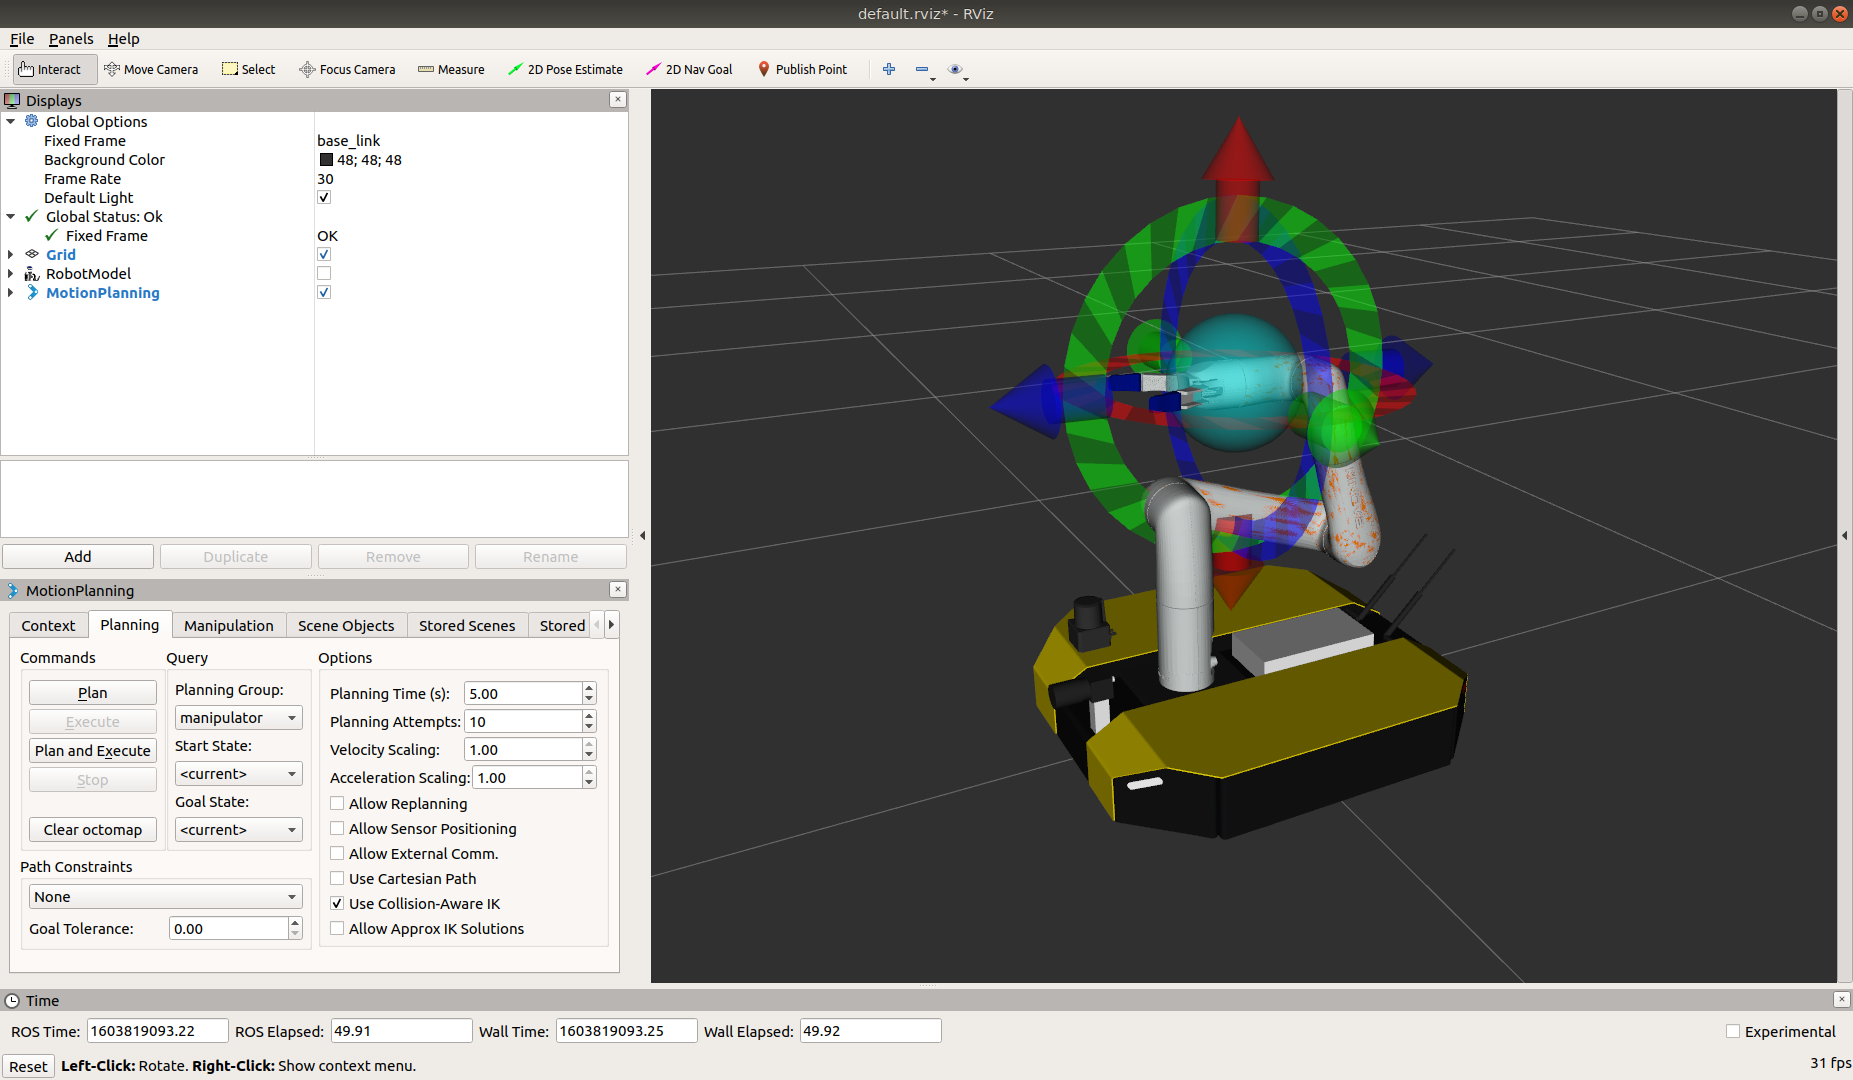 default.rviz* - RViz
File Panels Help
Interact Move Camera Select Focus Camera Measure 2D Pose Estimate 2D Nav Goal Publish Point
Displays
Global Options
Fixed Frame base_link
Background Color 48; 48; 48
Frame Rate 30
Default Light
Global Status: Ok
Fixed Frame OK
Grid
RobotModel
MotionPlanning
Add Duplicate Remove Rename
MotionPlanning
Context Planning Manipulation Scene Objects Stored Scenes Stored
Commands Query Options
Plan Planning Group: Planning Time (s): 5.00
Execute manipulator Planning Attempts: 10
Plan and Execute Start State: Velocity Scaling: 1.00
Stop <current> Acceleration Scaling: 1.00
Goal State: Allow Replanning
Clear octomap <current> Allow Sensor Positioning
Allow External Comm.
Path Constraints Use Cartesian Path
None Use Collision-Aware IK
Goal Tolerance: 0.00 Allow Approx IK Solutions
Time
ROS Time: 1603819093.22 ROS Elapsed: 49.91 Wall Time: 1603819093.25 Wall Elapsed: 49.92 Experimental
Reset Left-Click: Rotate. Right-Click: Show context menu. 31 fps